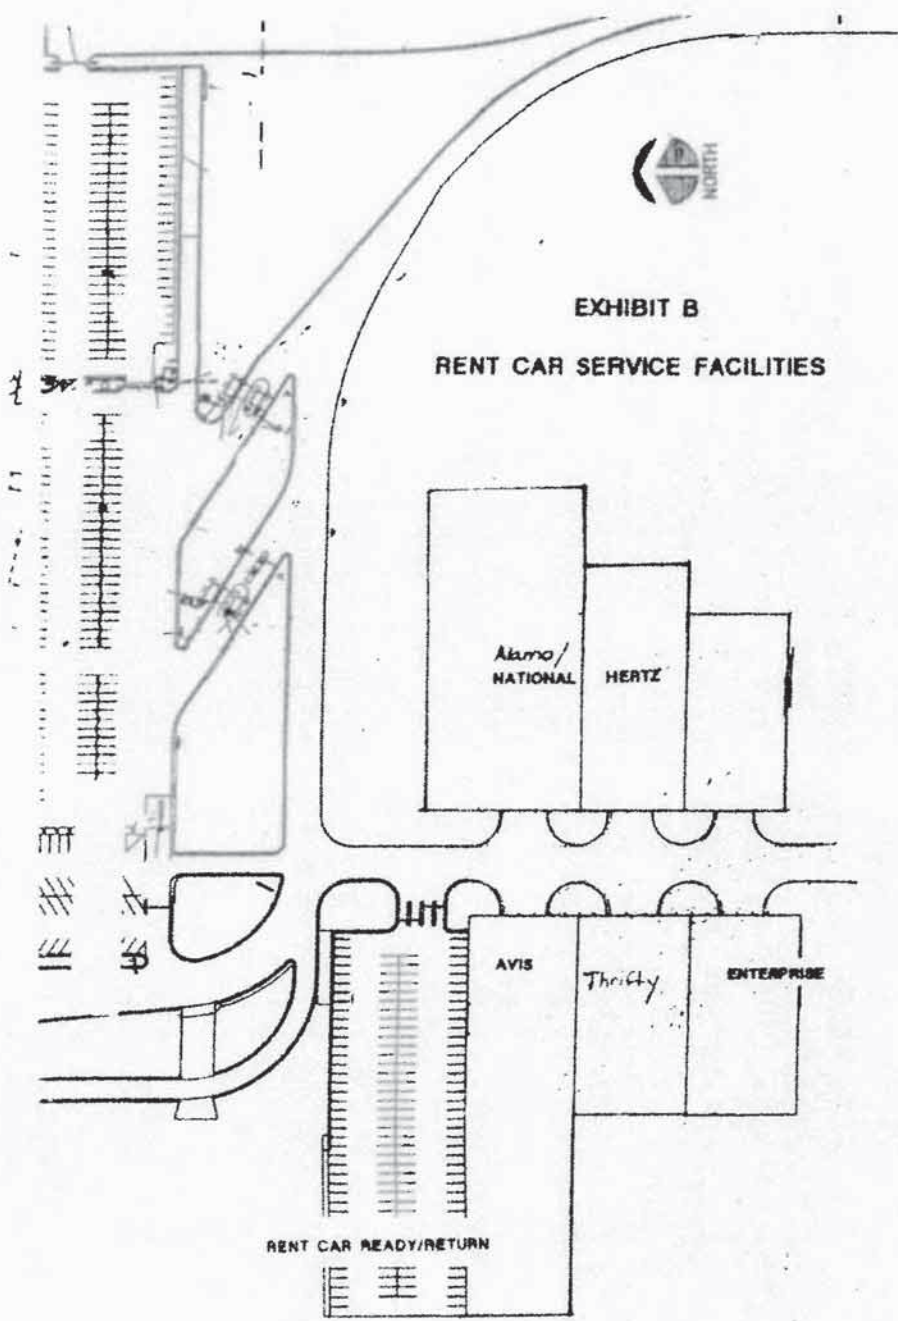 NORTH
EXHIBIT B
RENT CAR SERVICE FACILITIES
Alamo/
NATIONAL
HERTZ
AVIS
Thrifty
ENTERPRISE
RENT CAR READY/RETURN